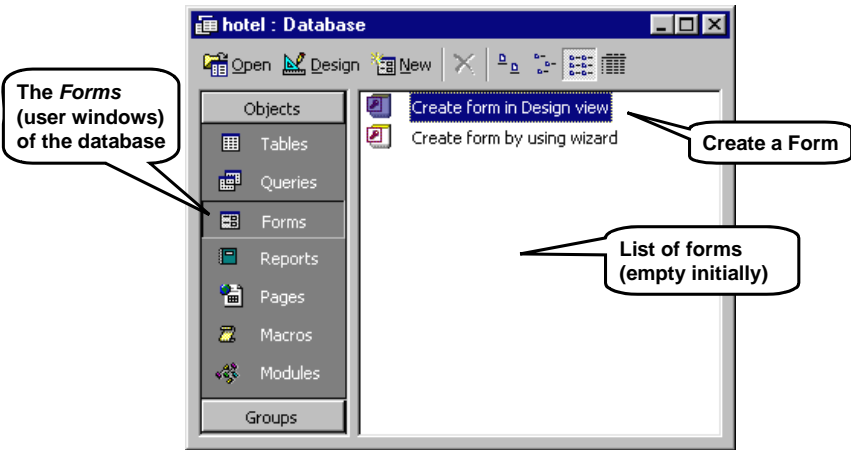 hotel : Database
Open Design New
The Forms
(user windows)
of the database
Objects
Tables
Queries
Forms
Reports
Pages
Macros
Modules
Groups
Create form in Design view
Create form by using wizard
Create a Form
List of forms
(empty initially)